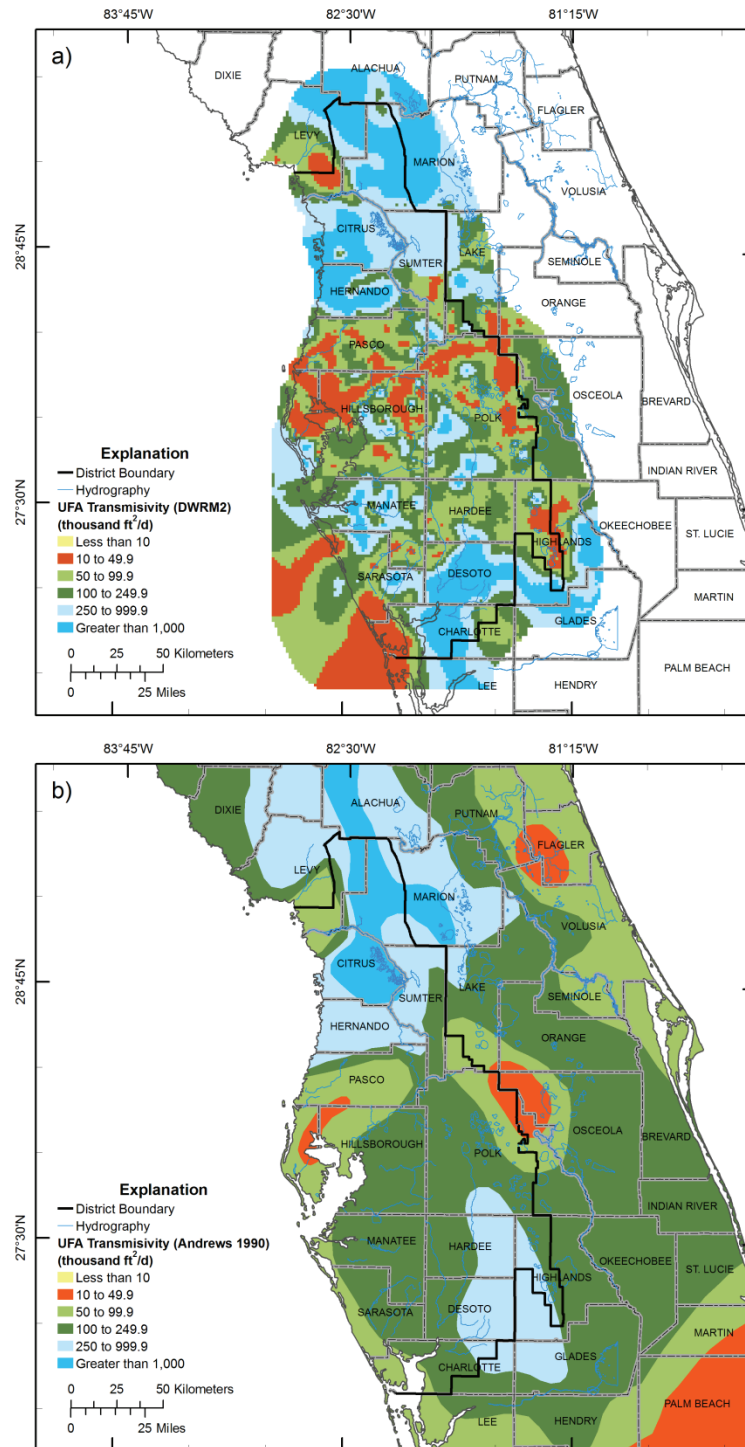 83°45'W 82°30'W 81°15'W
a)
DIXIE
ALACHUA
PUTNAM
FLAGLER
LEVY
MARION
VOLUSIA
28°45'N
CITRUS
SUMTER
LAKE
SEMINOLE
HERNANDO
ORANGE
PASCO
OSCEOLA
BREVARD
HILLSBOROUGH
POLK
INDIAN RIVER
27°30'N
MANATEE
HARDEE
OKEECHOBEE
ST. LUCIE
HIGHLANDS
SARASOTA
DESOTO
MARTIN
CHARLOTTE
GLADES
LEE
HENDRY
PALM BEACH
Explanation
District Boundary
Hydrography
UFA Transmisivity (DWRM2)
(thousand ft²/d)
Less than 10
10 to 49.9
50 to 99.9
100 to 249.9
250 to 999.9
Greater than 1,000
0 25 50 Kilometers
0 25 Miles
83°45'W 82°30'W 81°15'W
b)
DIXIE
ALACHUA
PUTNAM
FLAGLER
LEVY
MARION
VOLUSIA
28°45'N
CITRUS
SUMTER
LAKE
SEMINOLE
HERNANDO
ORANGE
PASCO
OSCEOLA
BREVARD
HILLSBOROUGH
POLK
INDIAN RIVER
27°30'N
MANATEE
HARDEE
OKEECHOBEE
ST. LUCIE
HIGHLANDS
SARASOTA
DESOTO
MARTIN
CHARLOTTE
GLADES
LEE
HENDRY
PALM BEACH
Explanation
District Boundary
Hydrography
UFA Transmisivity (Andrews 1990)
(thousand ft²/d)
Less than 10
10 to 49.9
50 to 99.9
100 to 249.9
250 to 999.9
Greater than 1,000
0 25 50 Kilometers
0 25 Miles